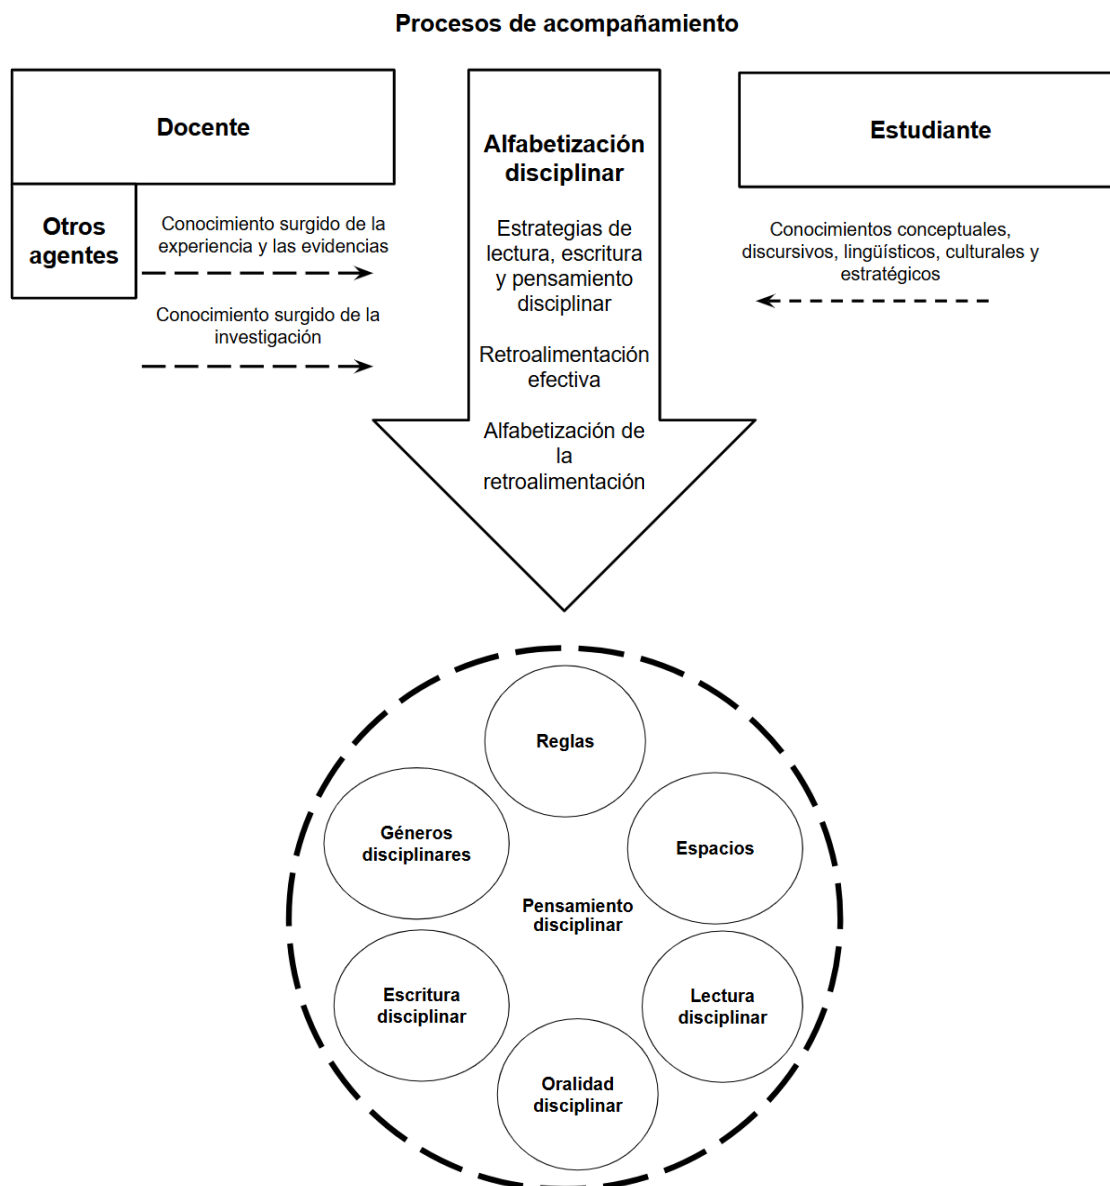 Procesos de acompañamiento
Docente
Otros
agentes
Conocimiento surgido de la
experiencia y las evidencias
Conocimiento surgido de la
investigación
Alfabetización
disciplinar
Estrategias de
lectura, escritura
y pensamiento
disciplinar
Retroalimentación
efectiva
Alfabetización de
la
retroalimentación
Estudiante
Conocimientos conceptuales,
discursivos, lingüísticos, culturales y
estratégicos
Reglas
Géneros
disciplinares
Espacios
Pensamiento
disciplinar
Escritura
disciplinar
Lectura
disciplinar
Oralidad
disciplinar